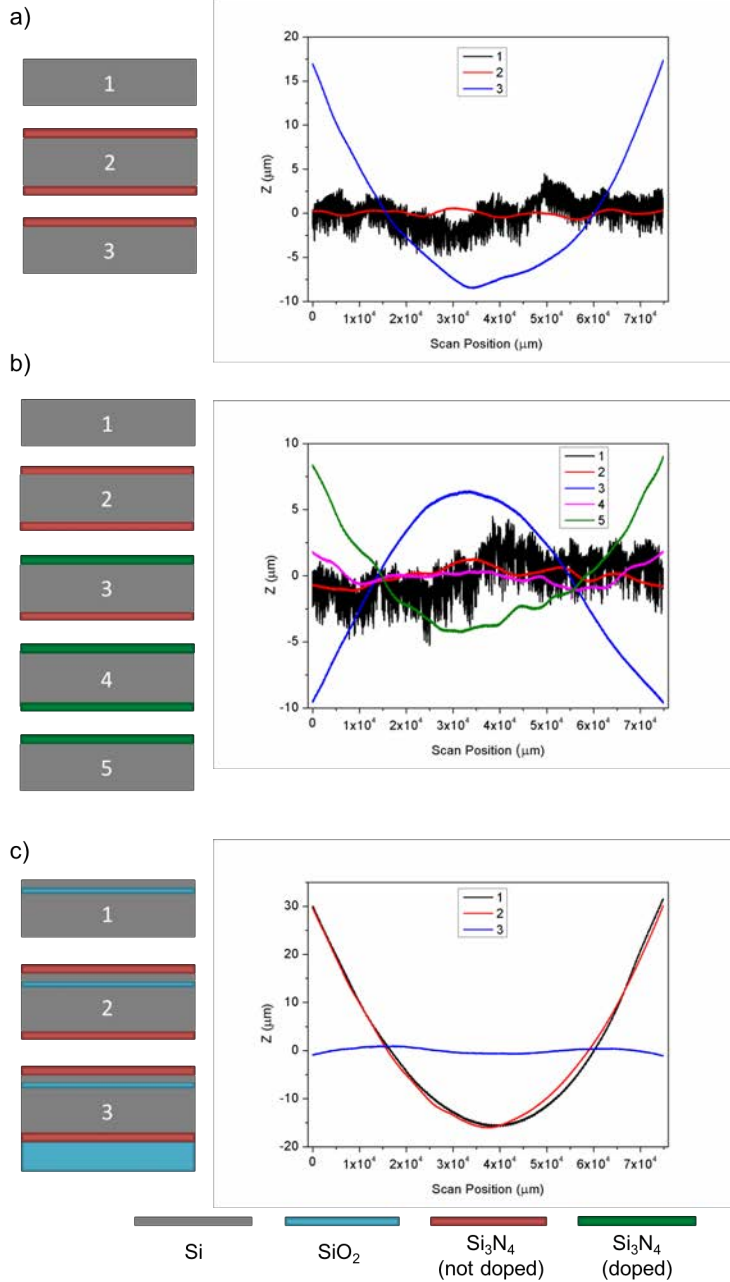 a)
1
2
3
20
15
10
5
0
-5
-10
Z (μm)
1
2
3
0 1x10⁴ 2x10⁴ 3x10⁴ 4x10⁴ 5x10⁴ 6x10⁴ 7x10⁴
Scan Position (μm)
b)
1
2
3
4
5
10
5
0
-5
-10
Z (μm)
1
2
3
4
5
0 1x10⁴ 2x10⁴ 3x10⁴ 4x10⁴ 5x10⁴ 6x10⁴ 7x10⁴
Scan Position (μm)
c)
1
2
3
30
20
10
0
-10
-20
Z (μm)
1
2
3
0 1x10⁴ 2x10⁴ 3x10⁴ 4x10⁴ 5x10⁴ 6x10⁴ 7x10⁴
Scan Position (μm)
Si
SiO₂
Si₃N₄
(not doped)
Si₃N₄
(doped)